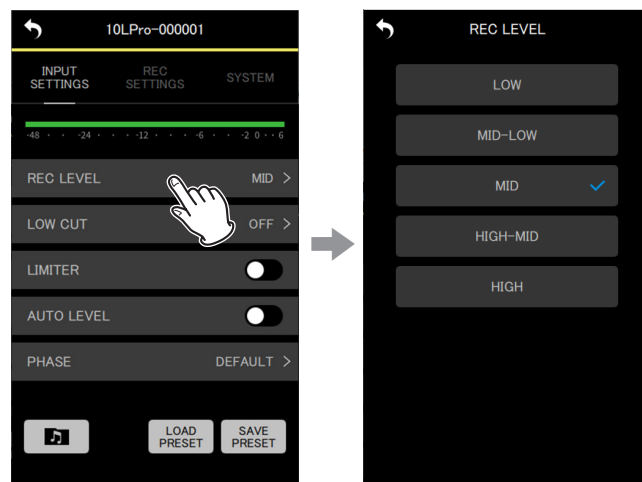 10LPro-000001
INPUT
SETTINGS
REC
SETTINGS
SYSTEM
-48 · · -24 · · · -12 · · · -6 · · -2 0 · · 6
REC LEVEL MID >
LOW CUT OFF >
LIMITER
AUTO LEVEL
PHASE DEFAULT >
LOAD
PRESET
SAVE
PRESET
REC LEVEL
LOW
MID-LOW
MID
HIGH-MID
HIGH